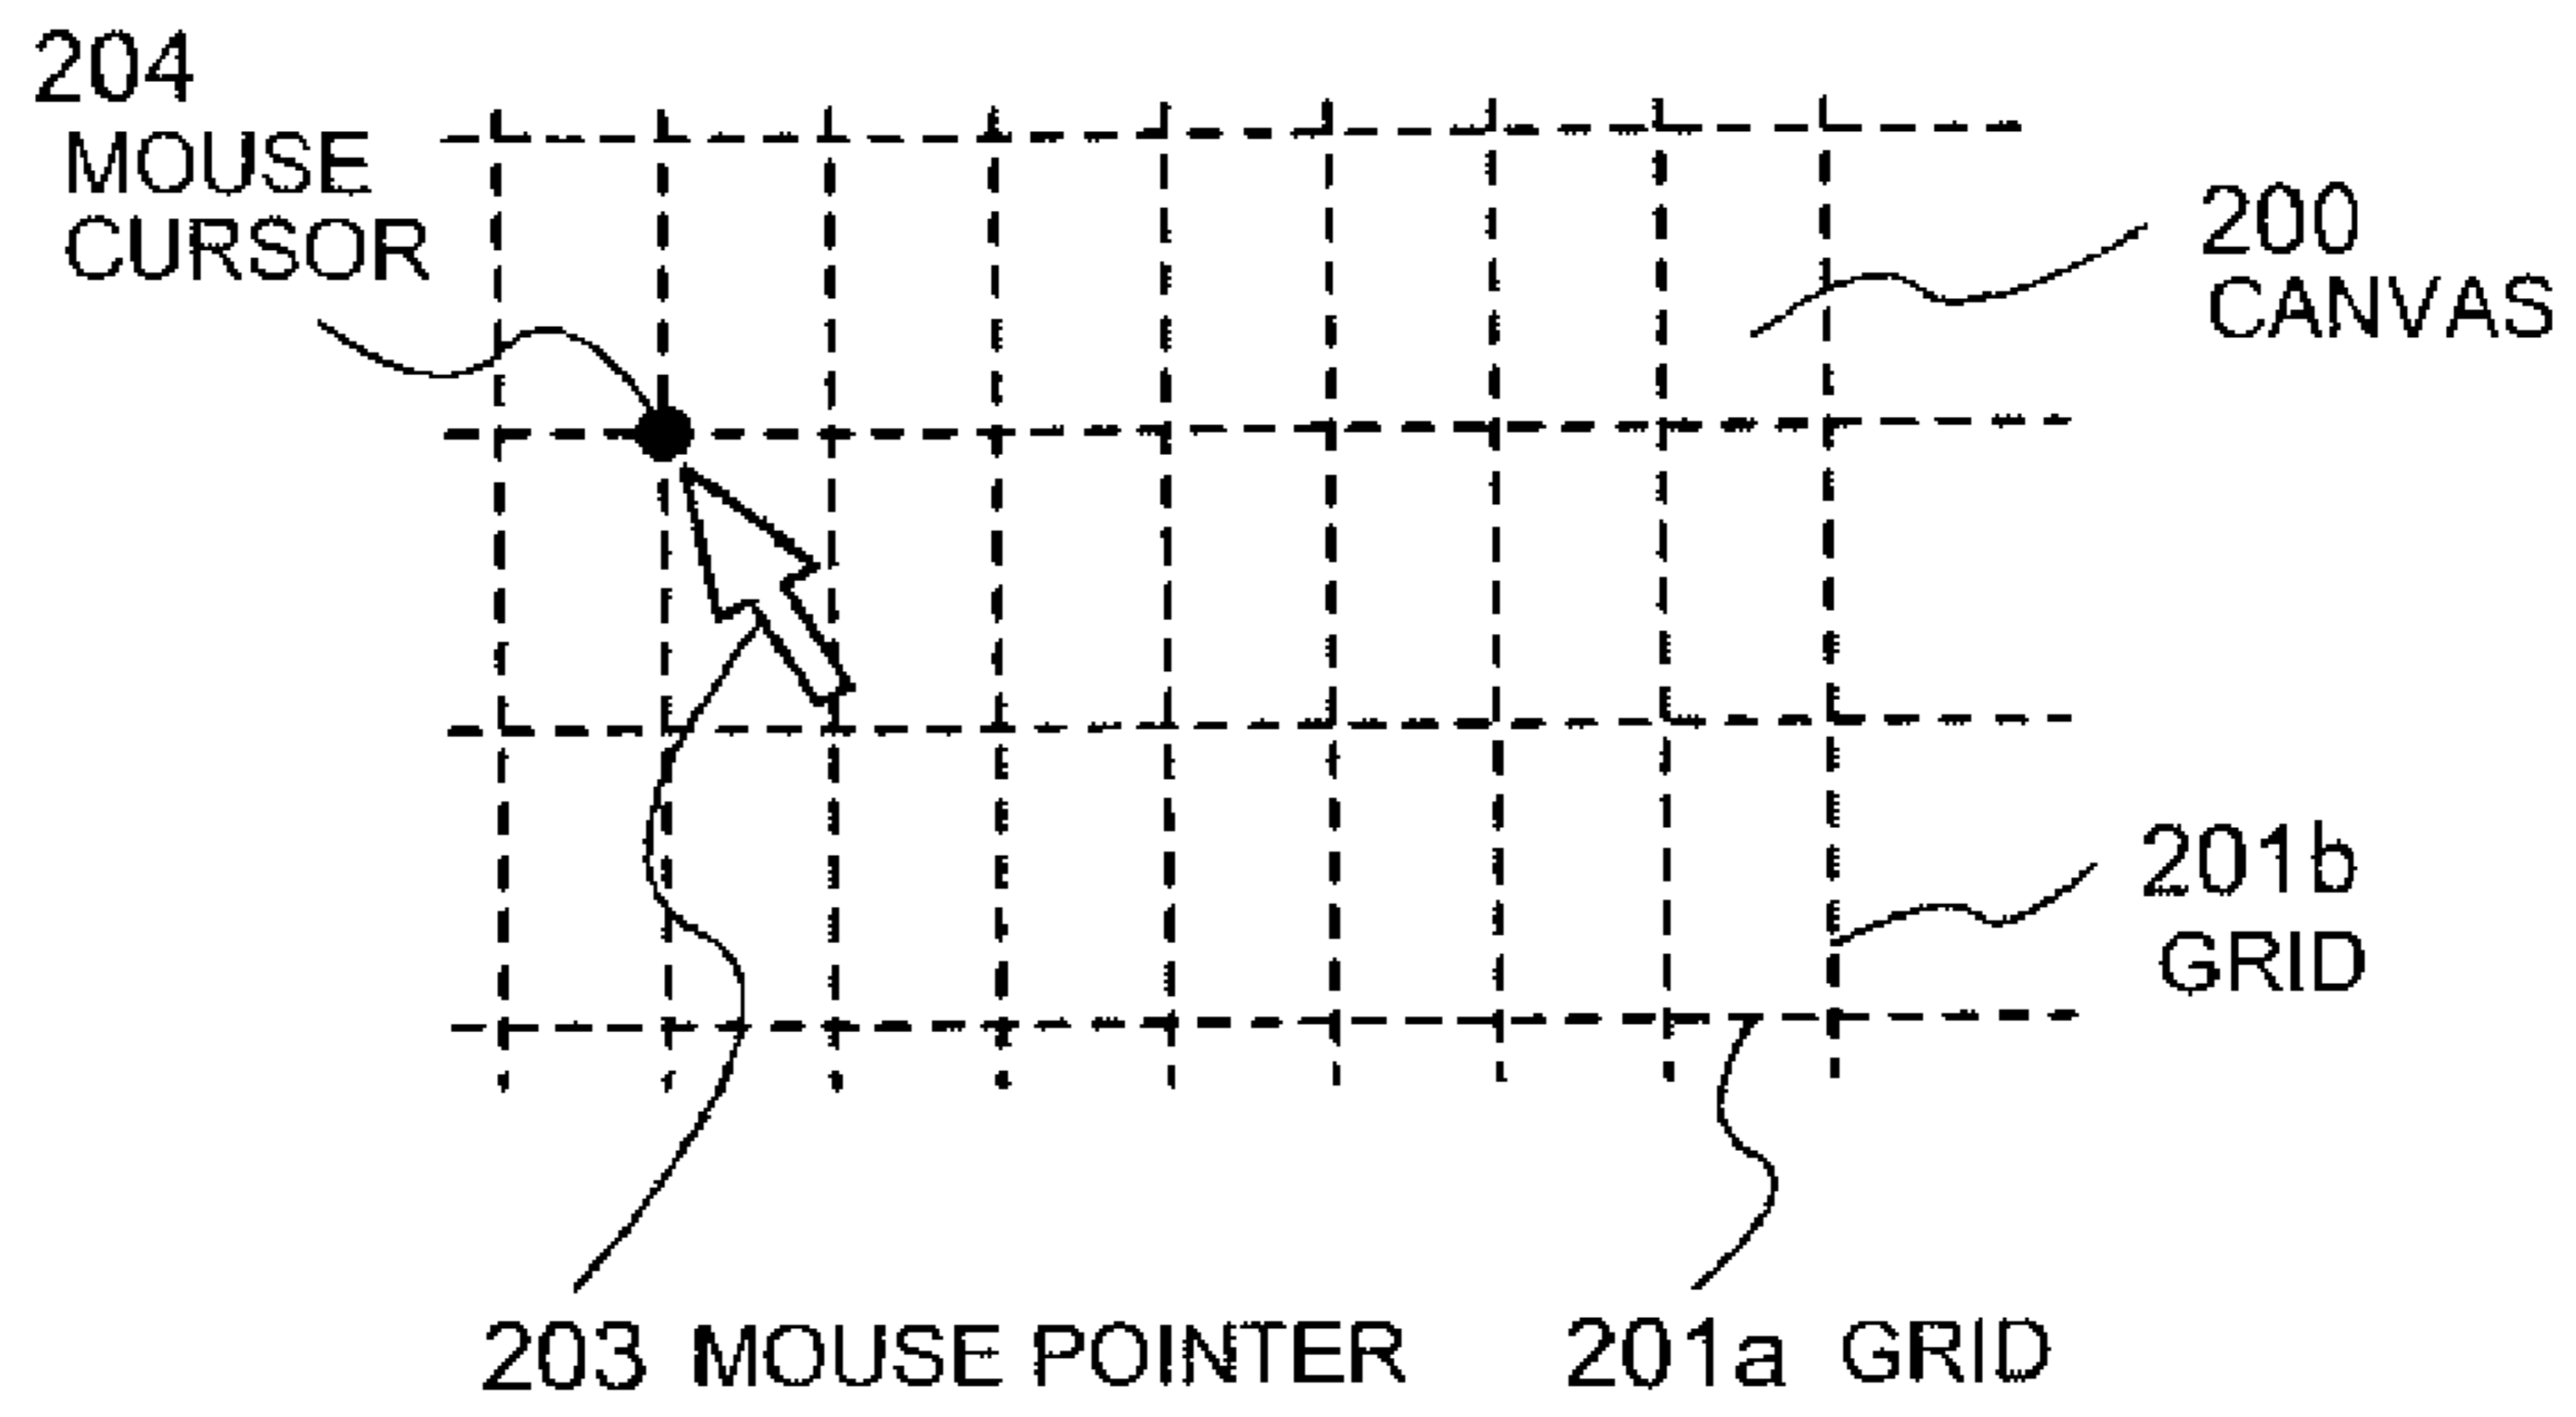 204
MOUSE
CURSOR
200
CANVAS
201b
GRID
203 MOUSE POINTER
201a GRID